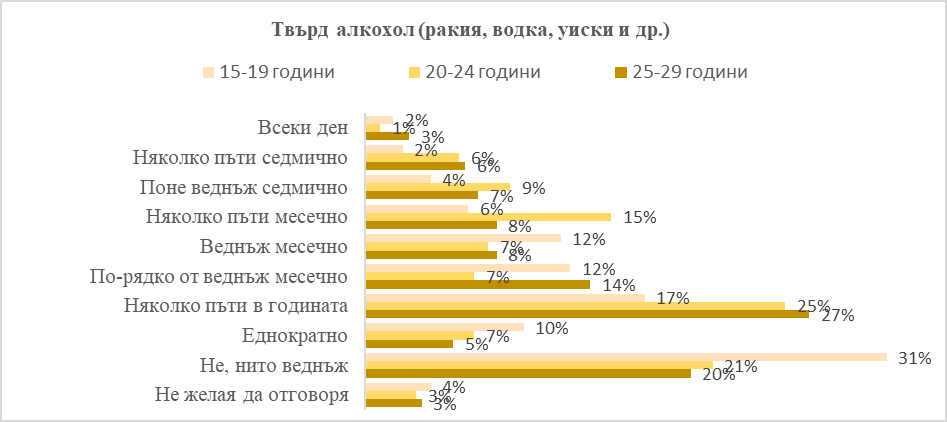 Твърд алкохол (ракия, водка, уиски и др.)
15-19 години 20-24 години 25-29 години
Всеки ден 2% 1% 3%
Няколко пъти седмично 2% 6% 6%
Поне веднъж седмично 4% 9% 7%
Няколко пъти месечно 6% 15% 8%
Веднъж месечно 12% 7% 8%
По-рядко от веднъж месечно 12% 7% 14%
Няколко пъти в годината 17% 25% 27%
Еднократно 10% 7% 5%
Не, нито веднъж 31% 21% 20%
Не желая да отговоря 4% 3% 3%